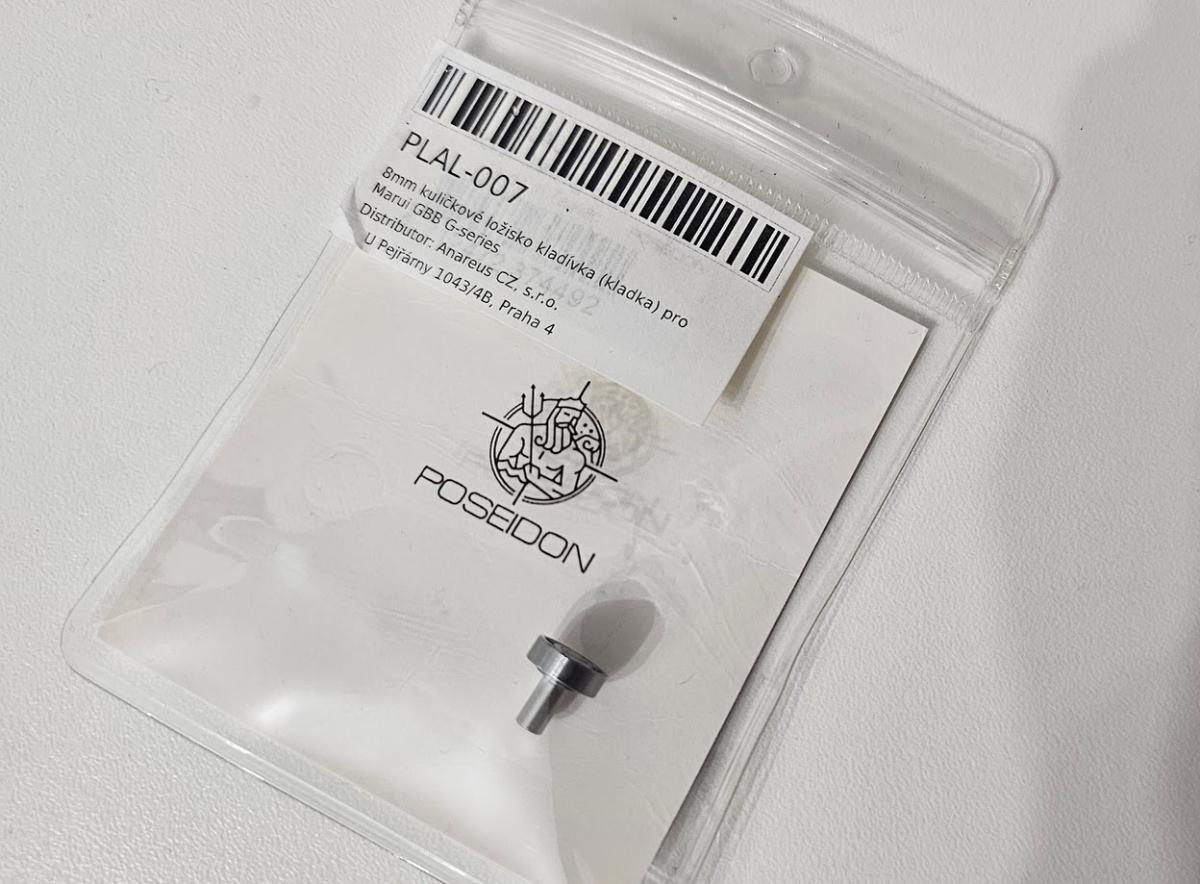 PLAL-007
8mm kuličkové ložisko kladívka (kladka) pro
Marui GBB G-series
Distributor: Anareus CZ, s.r.o.
U Pejřárny 1043/4B, Praha 4
POSEIDON